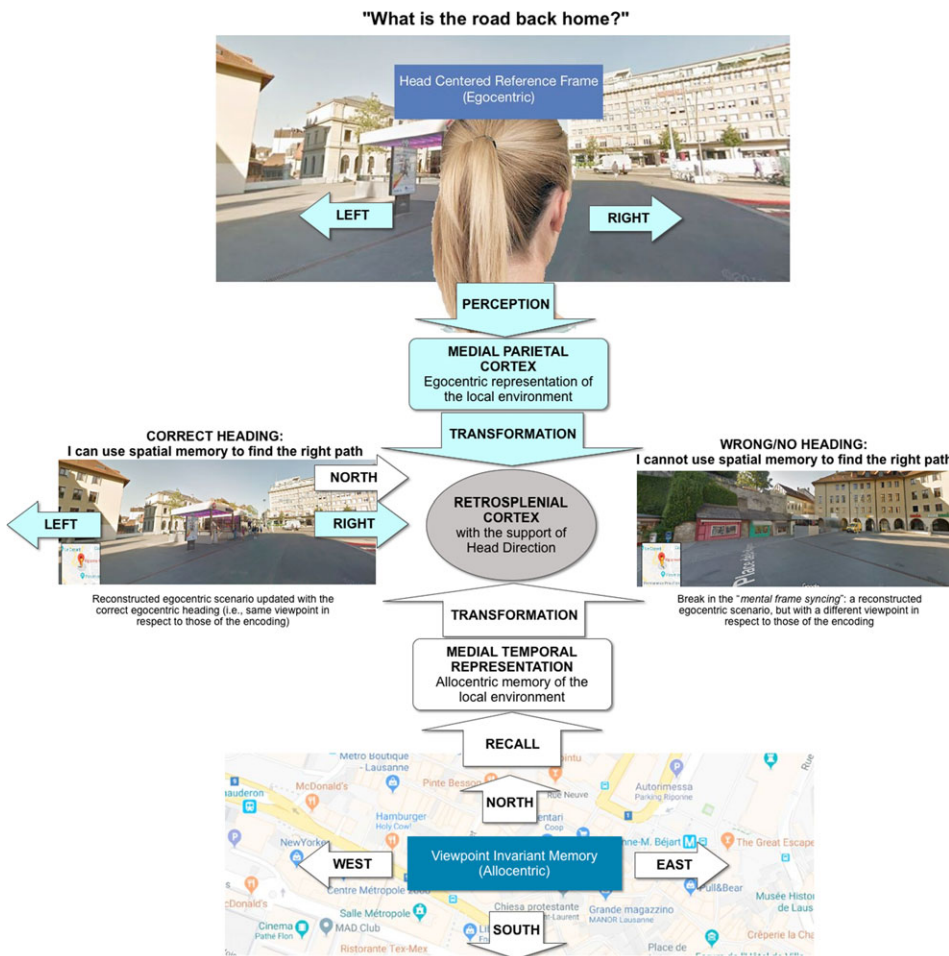 "What is the road back home?"
Head Centered Reference Frame
(Egocentric)
LEFT
RIGHT
PERCEPTION
MEDIAL PARIETAL
CORTEX
Egocentric representation of
the local environment
TRANSFORMATION
CORRECT HEADING:
I can use spatial memory to find the right path
NORTH
LEFT
RIGHT
Reconstructed egocentric scenario updated with the
correct egocentric heading (i.e., same viewpoint in
respect to those of the encoding)
RETROSPLENIAL
CORTEX
with the support of
Head Direction
WRONG/NO HEADING:
I cannot use spatial memory to find the right path
Break in the "mental frame syncing": a reconstructed
egocentric scenario, but with a different viewpoint in
respect to those of the encoding
TRANSFORMATION
MEDIAL TEMPORAL
REPRESENTATION
Allocentric memory of the
local environment
RECALL
NORTH
Metro Boutique
- Lausanne
McDonald's
Pinte Besson
Rue Neuve
Autorimessa
Parking Riponne
Rue
auderon
Hamburger
Holy Cow!
entari
Coop
NewYorker
nne-M. Béjart
The Great Escape
WEST
Viewpoint Invariant Memory
(Allocentric)
EAST
Centre Métropole
Pull&Bear
Donald's
Salle Métropole
Chiesa protestante
nt-Laurent
Grande magazzino
MANOR Lausanne
Musée Histor
de Laus
Cinema
Pathé Flon
MAD Club
SOUTH
Place de
Crêperie la Cha
Ristorante Tex-Mex